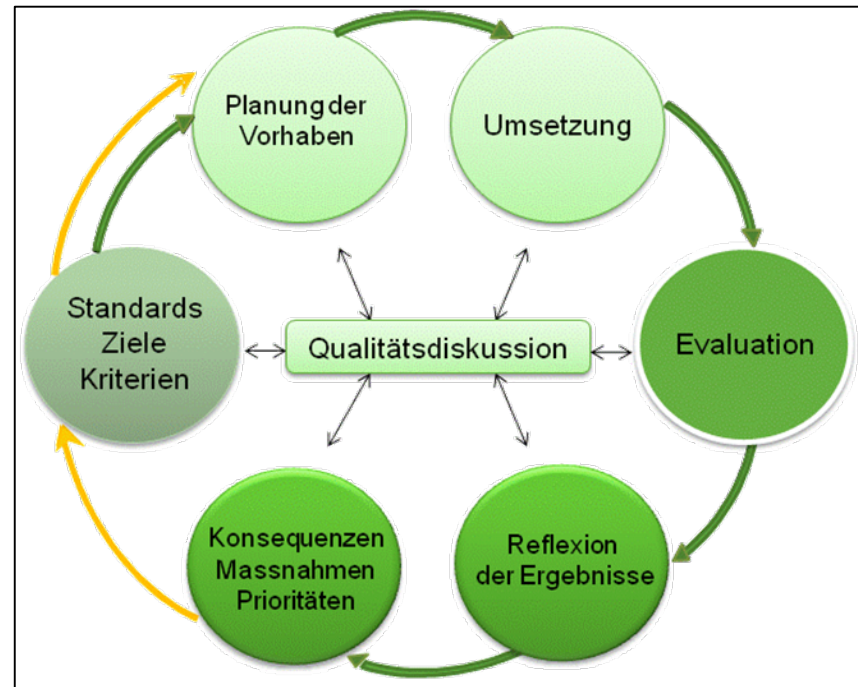 Planung der
Vorhaben
Umsetzung
Standards
Ziele
Kriterien
Qualitätsdiskussion
Evaluation
Konsequenzen
Massnahmen
Prioritäten
Reflexion
der Ergebnisse